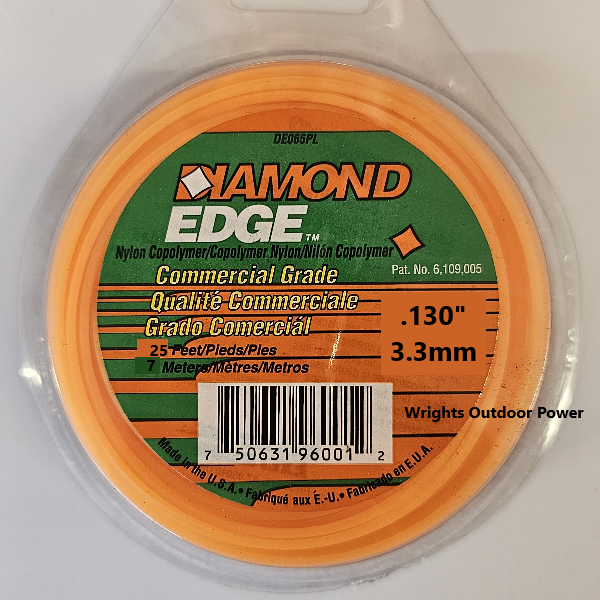 DE065PL
DIAMOND
EDGE™
Nylon Copolymer/Copolymer Nylon/Nilón Copolymer
Pat. No. 6,109,005
Commercial Grade
Qualité Commerciale
Grado Comerciál
25 Feet/Pieds/Pies
7 Meters/Mètres/Metros
.130"
3.3mm
Wrights Outdoor Power
7 50631 96001 2
Made in the U.S.A. • Fabriqué aux É.-U. • Fabricado en E.U.A.